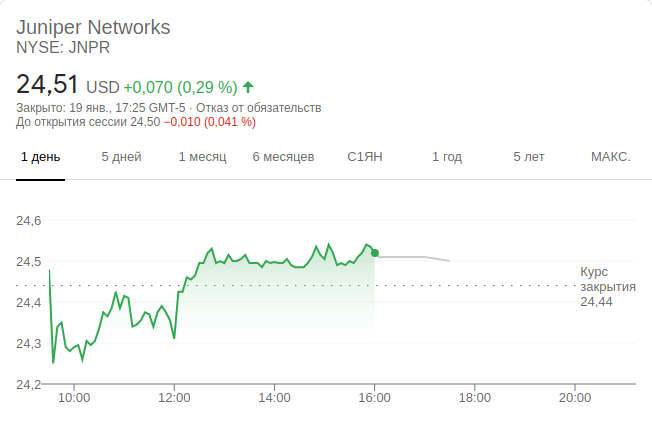 Juniper Networks
NYSE: JNPR
24,51 USD +0,070 (0,29 %)
Закрыто: 19 янв., 17:25 GMT-5 · Отказ от обязательств
До открытия сессии 24,50 −0,010 (0,041 %)
1 день 5 дней 1 месяц 6 месяцев С1ЯН 1 год 5 лет МАКС.
24,6
24,5
24,4
24,3
24,2
Курс
закрытия
24,44
10:00 12:00 14:00 16:00 18:00 20:00